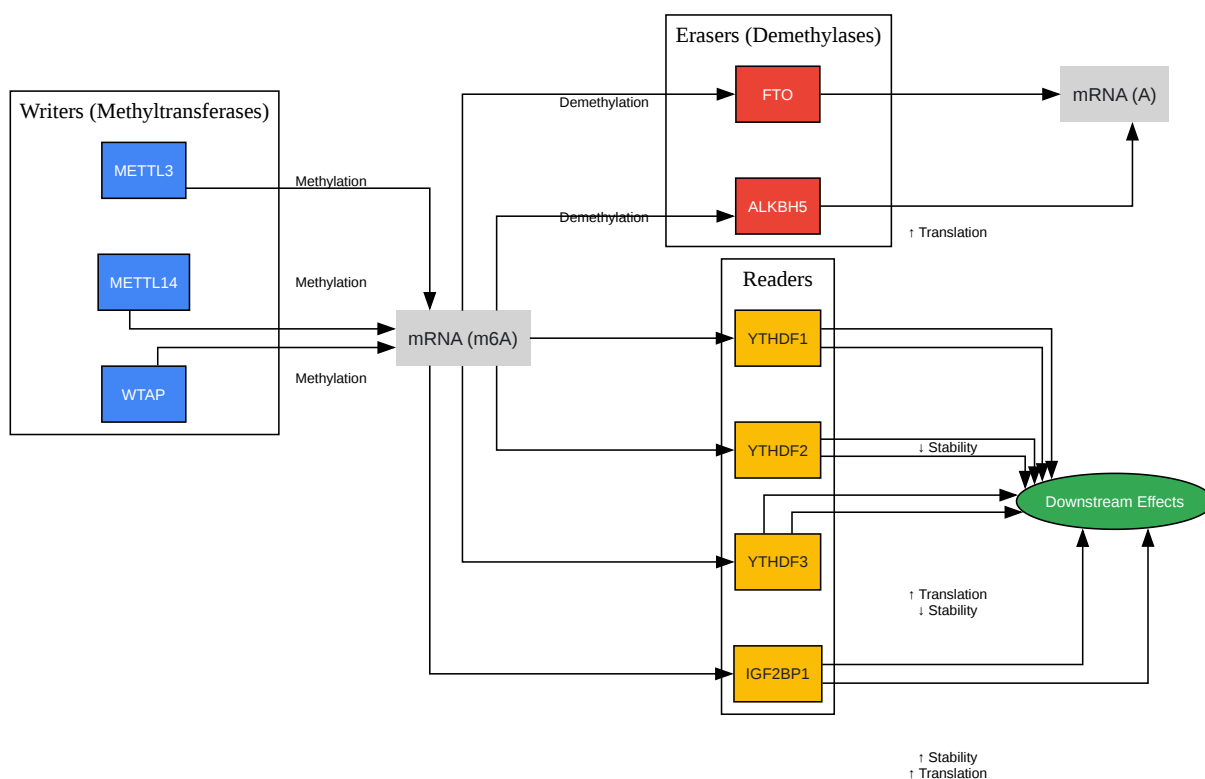 Erasers (Demethylases)
FTO
mRNA (A)
Demethylation
Writers (Methyltransferases)
METTL3
Methylation
ALKBH5
Demethylation
↑ Translation
METTL14
Methylation
Readers
mRNA (m6A)
YTHDF1
WTAP
Methylation
YTHDF2
↓ Stability
Downstream Effects
YTHDF3
↑ Translation
↓ Stability
IGF2BP1
↑ Stability
↑ Translation